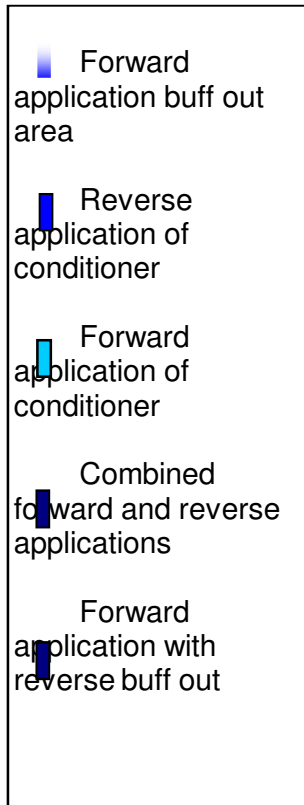 Forward
application buff out
area
Reverse
application of
conditioner
Forward
application of
conditioner
Combined
forward and reverse
applications
Forward
application with
reverse buff out